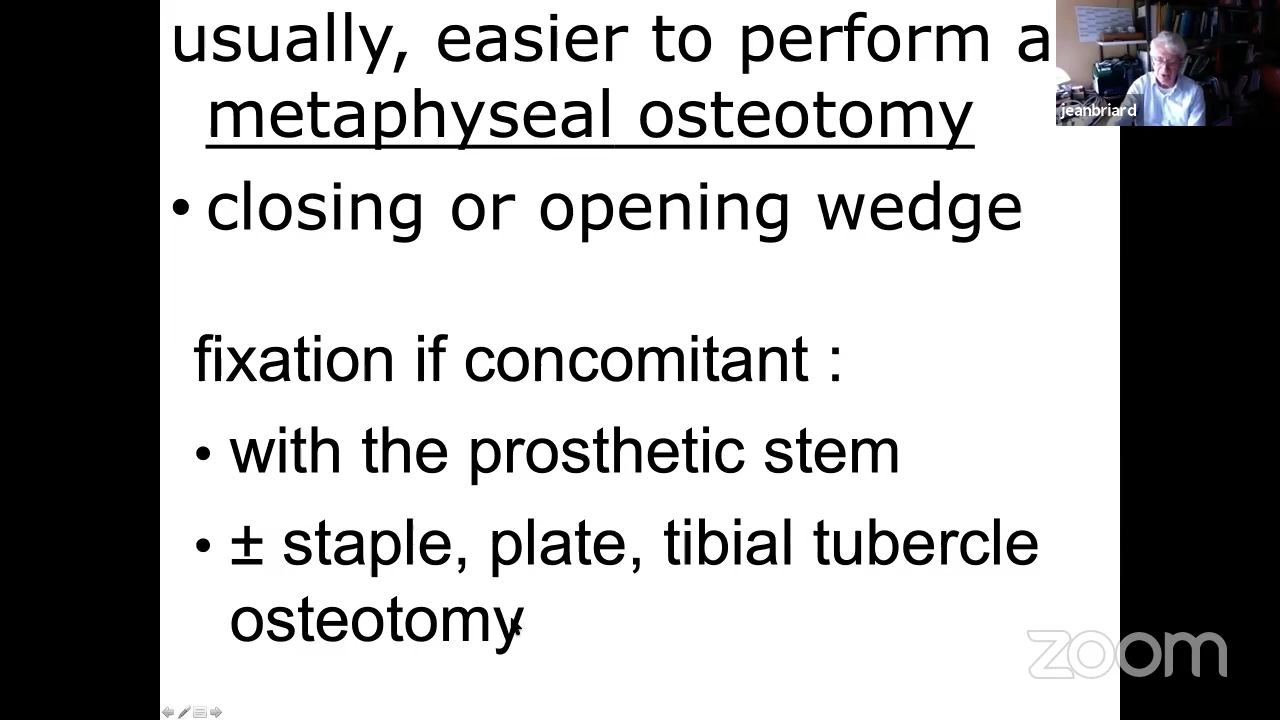 usually, easier to perform a
metaphyseal osteotomy
• closing or opening wedge
fixation if concomitant :
• with the prosthetic stem
• ± staple, plate, tibial tubercle
osteotomy
jeanbriard
zoom